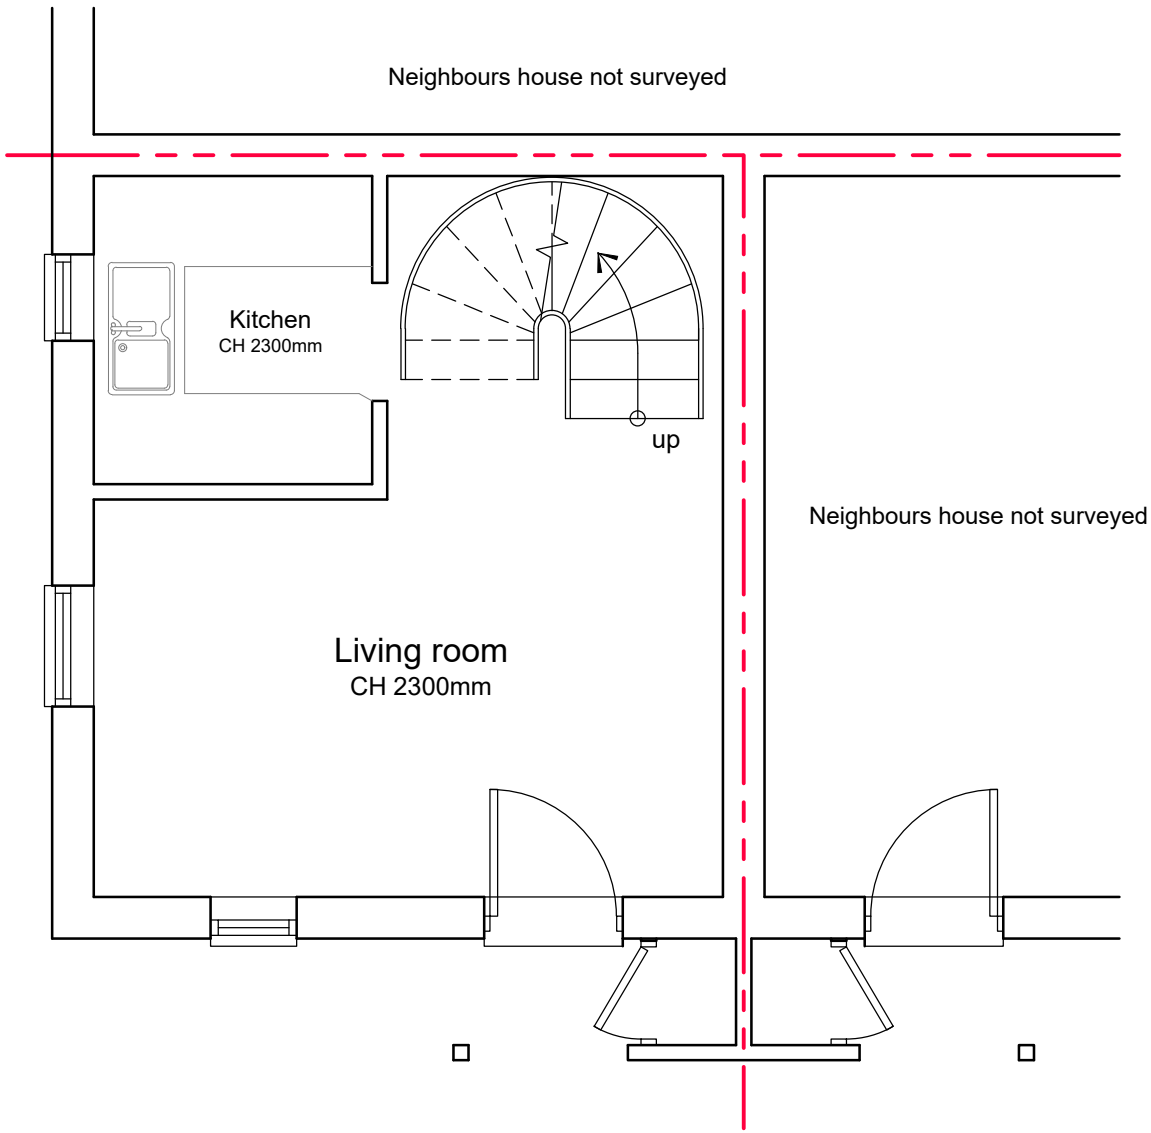 Neighbours house not surveyed
Kitchen
CH 2300mm
up
Neighbours house not surveyed
Living room
CH 2300mm